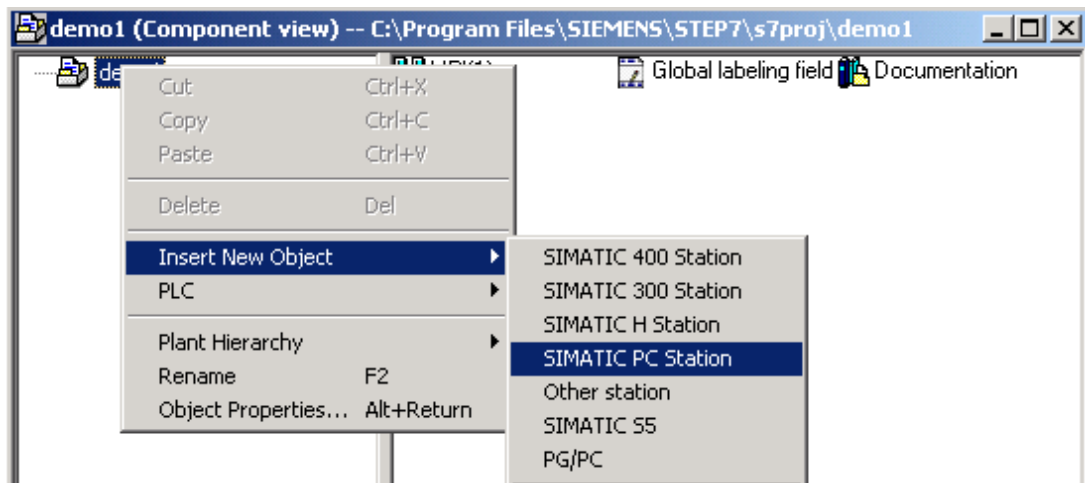 demo1 (Component view) -- C:\Program Files\SIEMENS\STEP7\s7proj\demo1
Global labeling field Documentation
Cut Ctrl+X
Copy Ctrl+C
Paste Ctrl+V
Delete Del
Insert New Object
PLC
Plant Hierarchy
Rename F2
Object Properties... Alt+Return
SIMATIC 400 Station
SIMATIC 300 Station
SIMATIC H Station
SIMATIC PC Station
Other station
SIMATIC S5
PG/PC